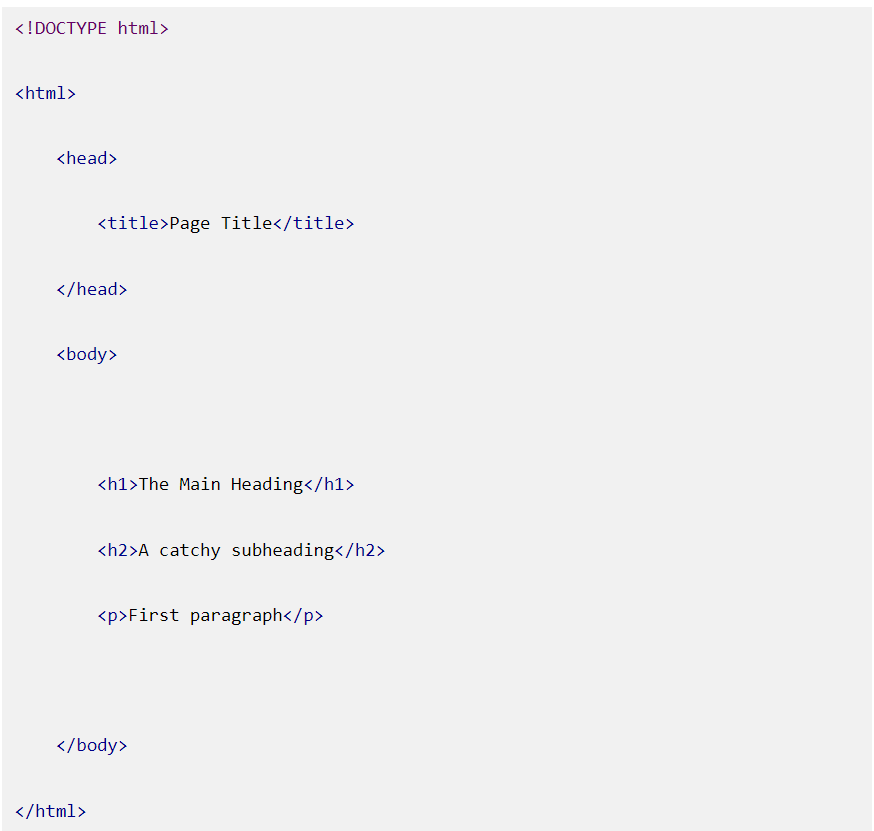 <!DOCTYPE html>
<html>
    <head>
        <title>Page Title</title>
    </head>
    <body>
        <h1>The Main Heading</h1>
        <h2>A catchy subheading</h2>
        <p>First paragraph</p>
    </body>
</html>